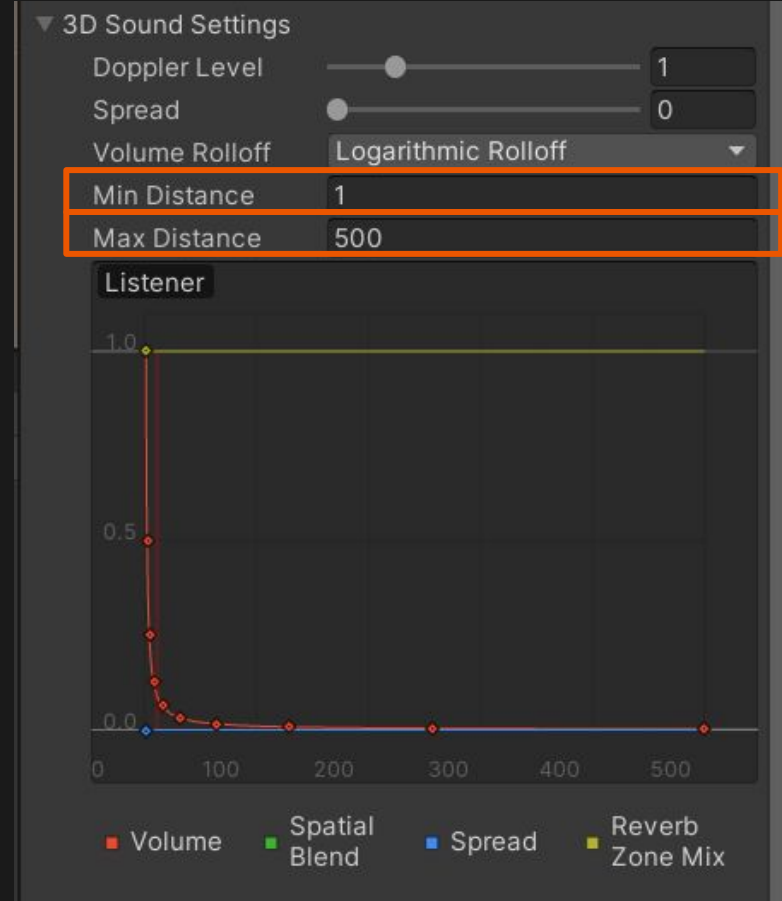 3D Sound Settings
Doppler Level 1
Spread 0
Volume Rolloff Logarithmic Rolloff
Min Distance 1
Max Distance 500
Listener
1.0
0.5
0.0
0 100 200 300 400 500
Volume Spatial Blend Spread Reverb Zone Mix